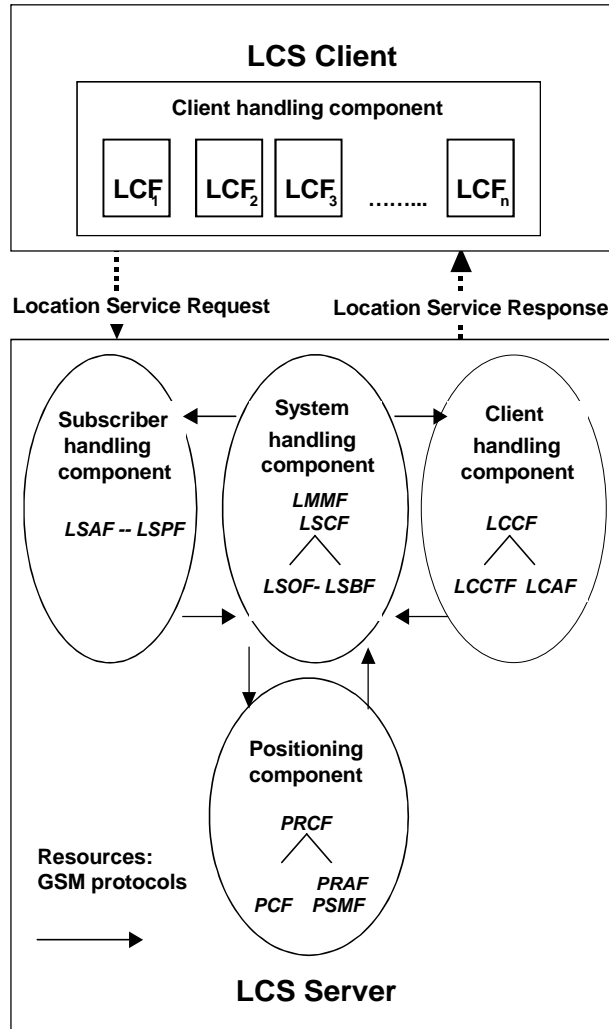 LCS Client
Client handling component
LCF1 LCF2 LCF3 ……... LCFn
Location Service Request
Location Service Response
Subscriber
handling
component
LSAF -- LSPF
System
handling
component
LMMF
LSCF
LSOF- LSBF
Client
handling
component
LCCF
LCCTF LCAF
Positioning
component
PRCF
PRAF
PCF PSMF
Resources:
GSM protocols
LCS Server